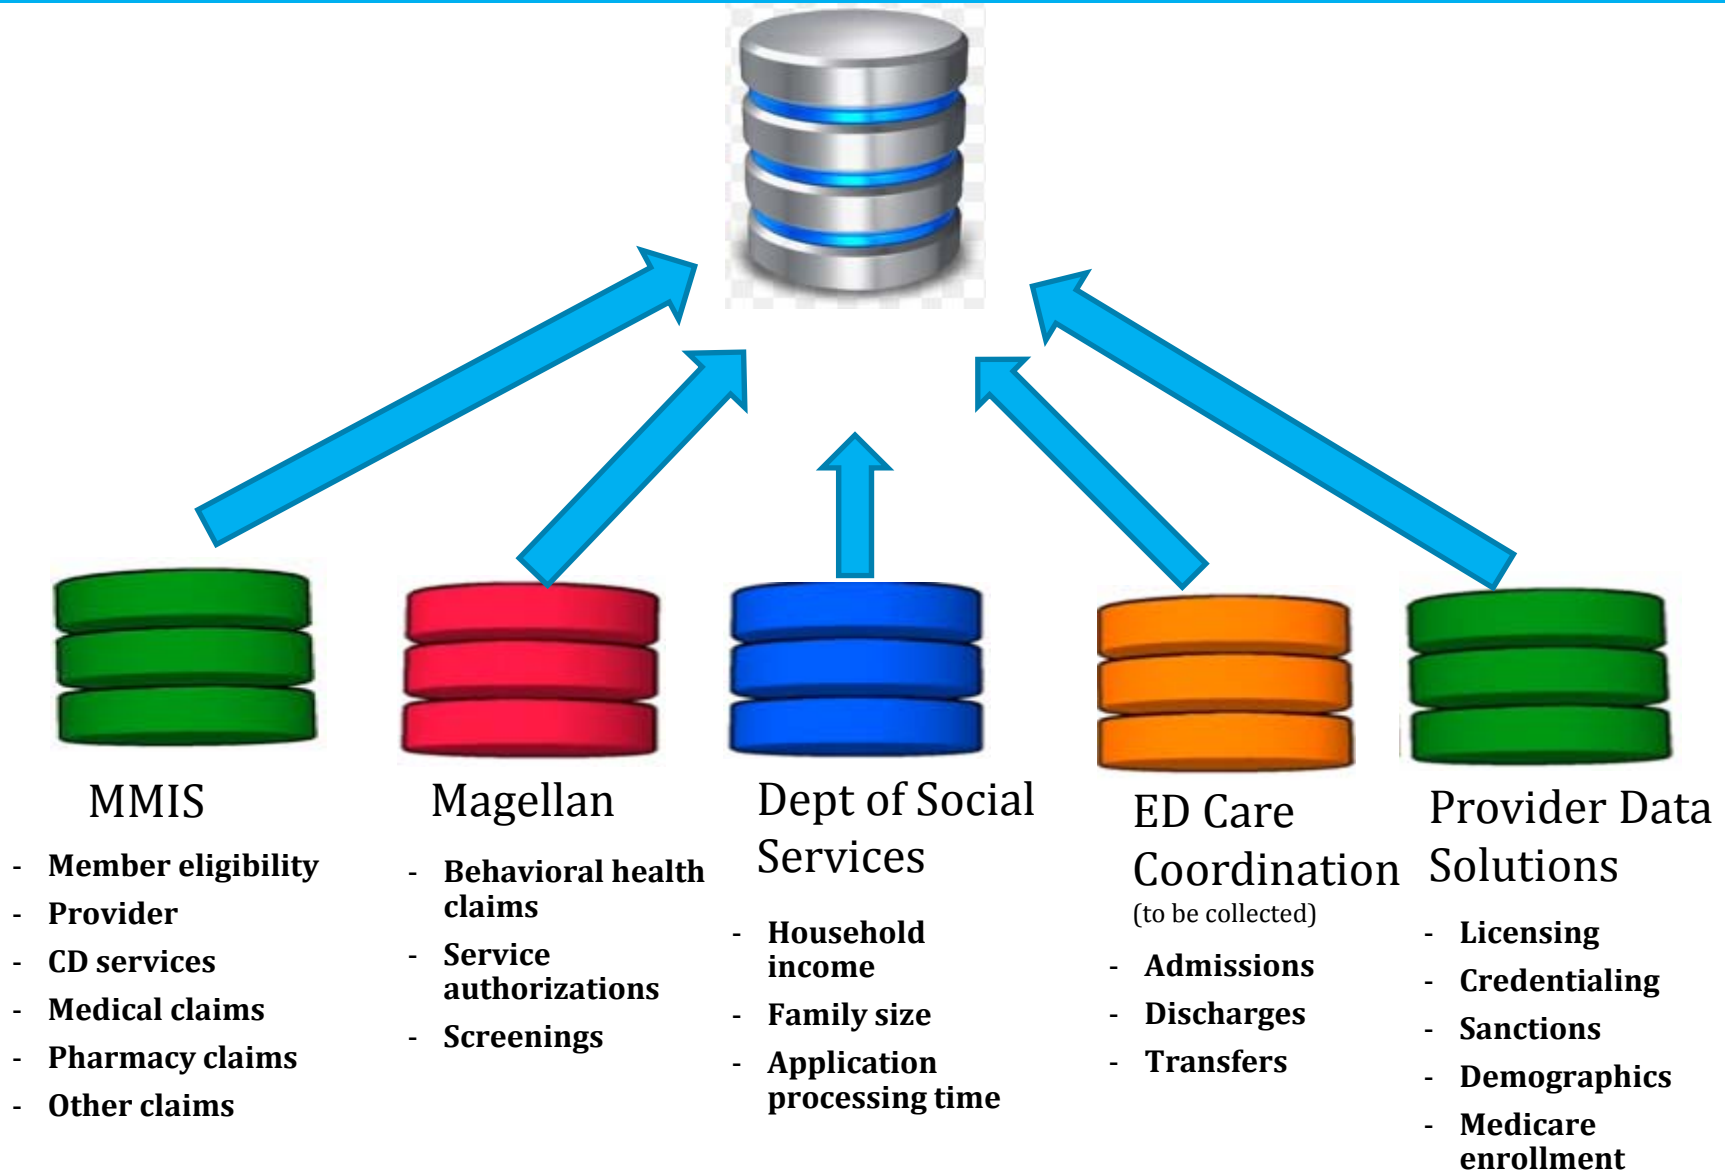 MMIS
- Member eligibility
- Provider
- CD services
- Medical claims
- Pharmacy claims
- Other claims
Magellan
- Behavioral health
claims
- Service
authorizations
- Screenings
Dept of Social
Services
- Household
income
- Family size
- Application
processing time
ED Care
Coordination
(to be collected)
- Admissions
- Discharges
- Transfers
Provider Data
Solutions
- Licensing
- Credentialing
- Sanctions
- Demographics
- Medicare
enrollment